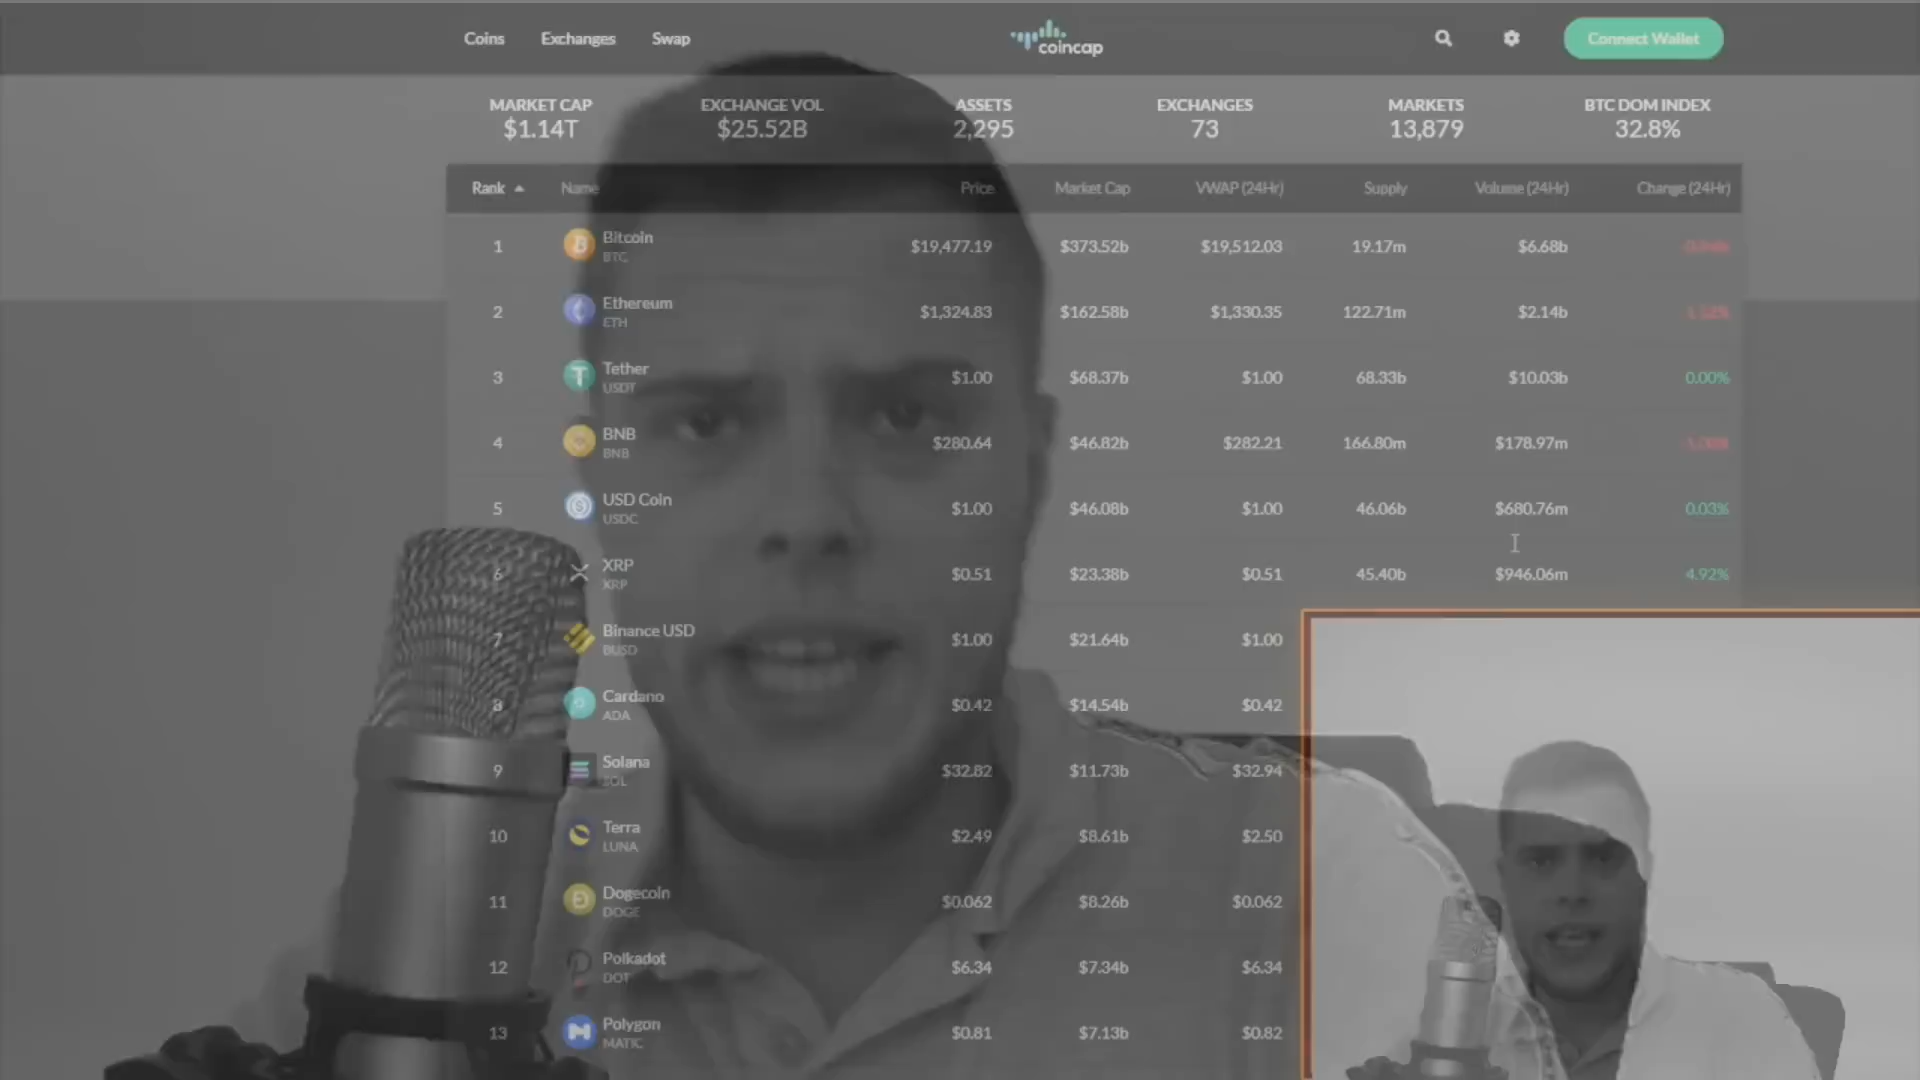 Coins Exchanges Swap coincap Connect Wallet
MARKET CAP EXCHANGE VOL ASSETS EXCHANGES MARKETS BTC DOM INDEX
$1.14T $25.52B 2,295 73 13,879 32.8%
Rank Name Price Market Cap VWAP (24Hr) Supply Volume (24Hr) Change (24Hr)
1 Bitcoin $19,477.19 $373.52b $19,512.03 19.17m $6.68b
BTC
2 Ethereum $1,324.83 $162.58b $1,330.35 122.71m $2.14b
ETH
3 Tether $1.00 $68.37b $1.00 68.33b $10.03b 0.00%
USDT
4 BNB $280.64 $46.82b $282.21 166.80m $178.97m
BNB
5 USD Coin $1.00 $46.08b $1.00 46.06b $680.76m 0.03%
USDC
6 XRP $0.51 $23.38b $0.51 45.40b $946.06m 4.92%
XRP
7 Binance USD $1.00 $21.64b $1.00
BUSD
8 Cardano $0.42 $14.54b $0.42
ADA
9 Solana $32.82 $11.73b $32.94
SOL
10 Terra $2.49 $8.61b $2.50
LUNA
11 Dogecoin $0.062 $8.26b $0.062
DOGE
12 Polkadot $6.34 $7.34b $6.34
DOT
13 Polygon $0.81 $7.13b $0.82
MATIC